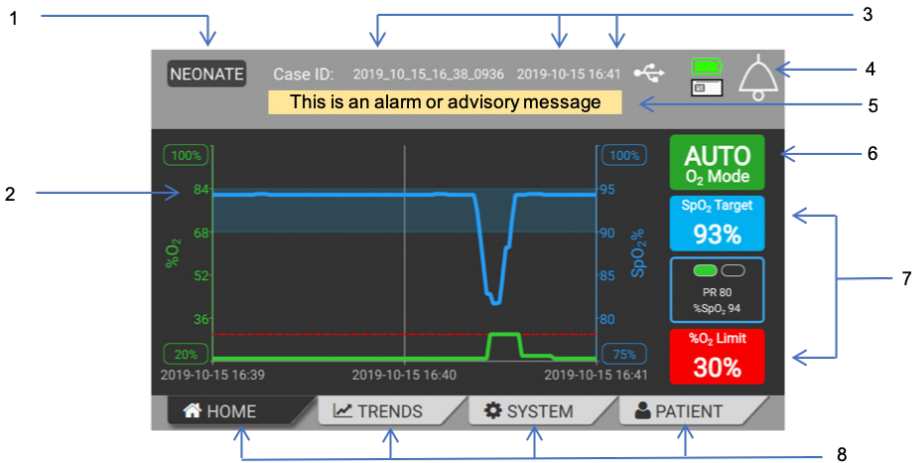 1
3
NEONATE
Case ID: 2019_10_15_16_38_0936 2019-10-15 16:41
4
This is an alarm or advisory message
5
100%
100%
AUTO
O₂ Mode
6
2
84
95
SpO₂ Target
93%
68
90
%O₂
SpO₂%
7
52
85
PR 80
%SpO₂ 94
36
80
%O₂ Limit
30%
20%
75%
2019-10-15 16:39
2019-10-15 16:40
2019-10-15 16:41
HOME
TRENDS
SYSTEM
PATIENT
8